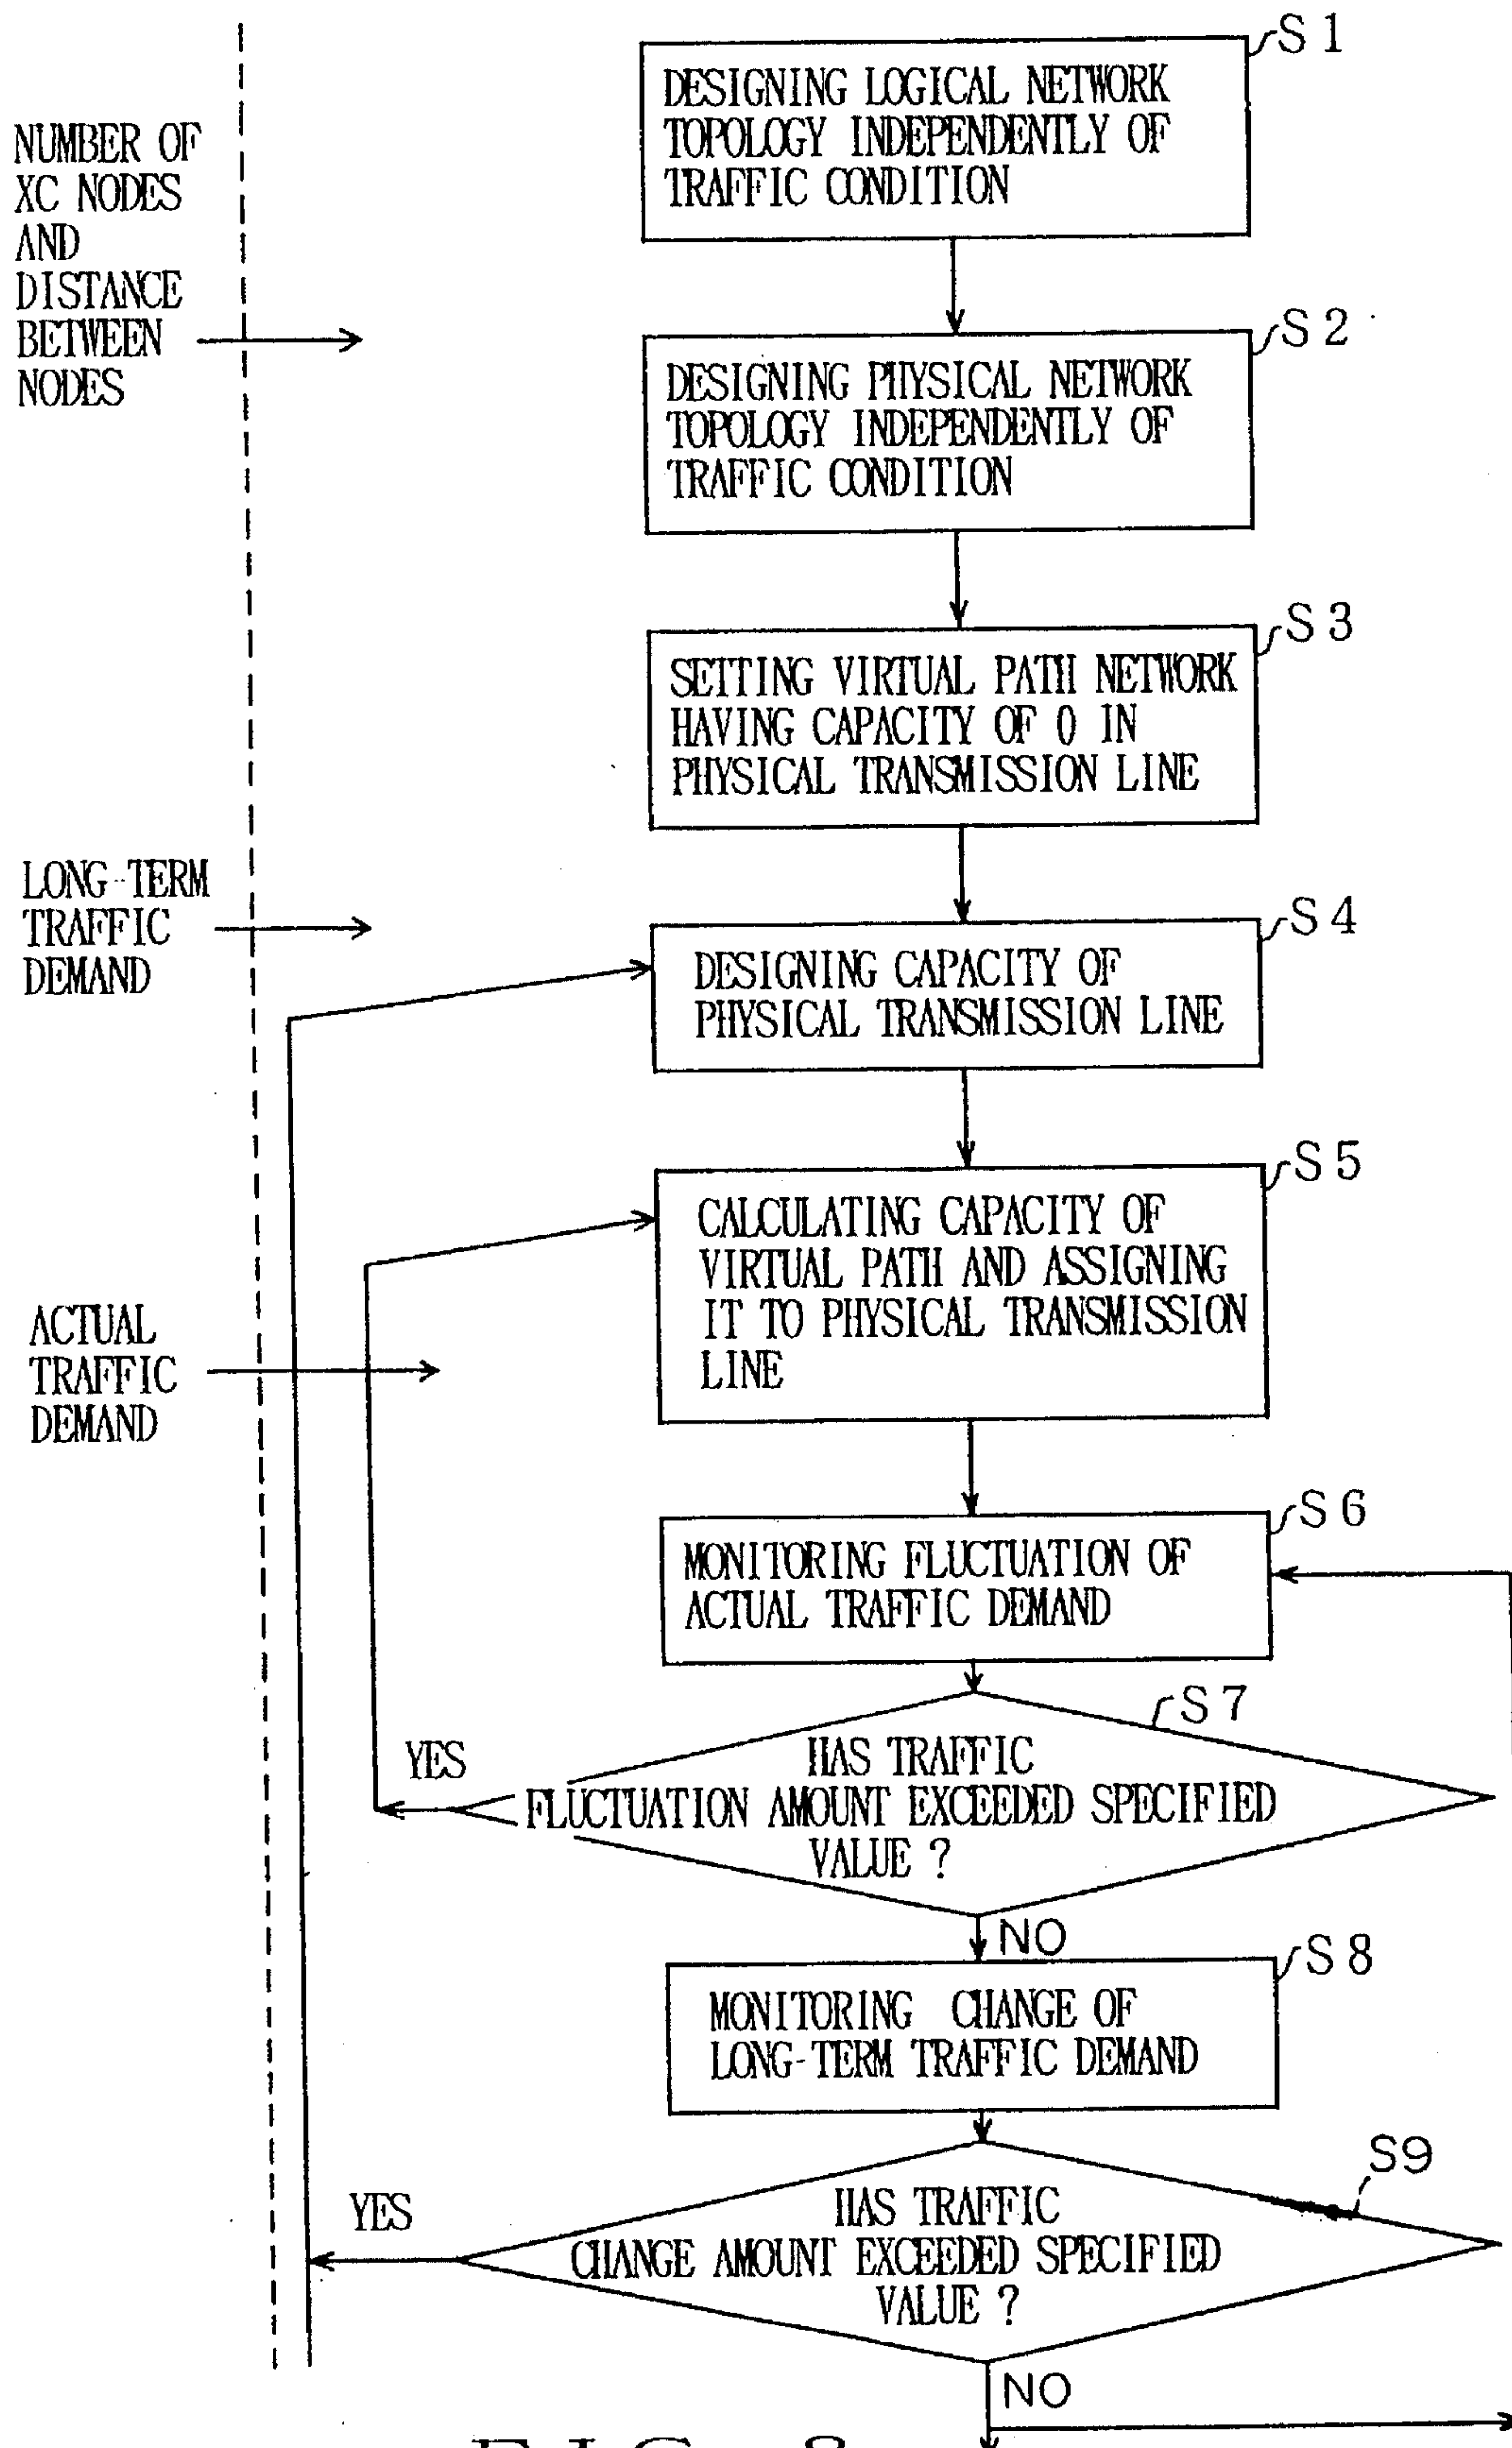 S1
DESIGNING LOGICAL NETWORK
TOPOLOGY INDEPENDENTLY OF
TRAFFIC CONDITION
NUMBER OF
XC NODES
AND
DISTANCE
BETWEEN
NODES
S2
DESIGNING PHYSICAL NETWORK
TOPOLOGY INDEPENDENTLY OF
TRAFFIC CONDITION
S3
SETTING VIRTUAL PATH NETWORK
HAVING CAPACITY OF 0 IN
PHYSICAL TRANSMISSION LINE
LONG-TERM
TRAFFIC
DEMAND
S4
DESIGNING CAPACITY OF
PHYSICAL TRANSMISSION LINE
S5
CALCULATING CAPACITY OF
VIRTUAL PATH AND ASSIGNING
IT TO PHYSICAL TRANSMISSION
LINE
ACTUAL
TRAFFIC
DEMAND
S6
MONITORING FLUCTUATION OF
ACTUAL TRAFFIC DEMAND
S7
HAS TRAFFIC
FLUCTUATION AMOUNT EXCEEDED SPECIFIED
VALUE ?
YES
NO
S8
MONITORING CHANGE OF
LONG-TERM TRAFFIC DEMAND
S9
HAS TRAFFIC
CHANGE AMOUNT EXCEEDED SPECIFIED
VALUE ?
YES
NO